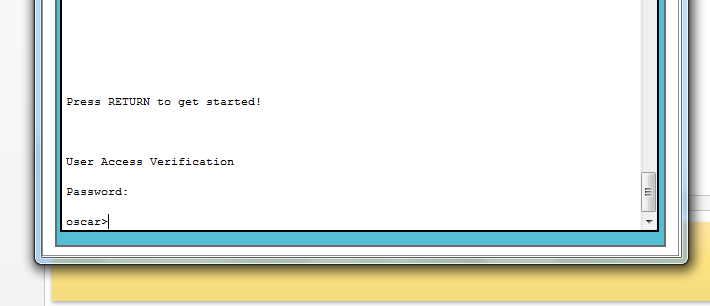 Press RETURN to get started!
User Access Verification
Password:
oscar>